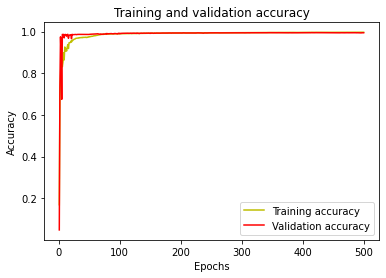 Training and validation accuracy
1.0
0.8
0.6
0.4
0.2
Accuracy
Training accuracy
Validation accuracy
0
100
200
300
400
500
Epochs